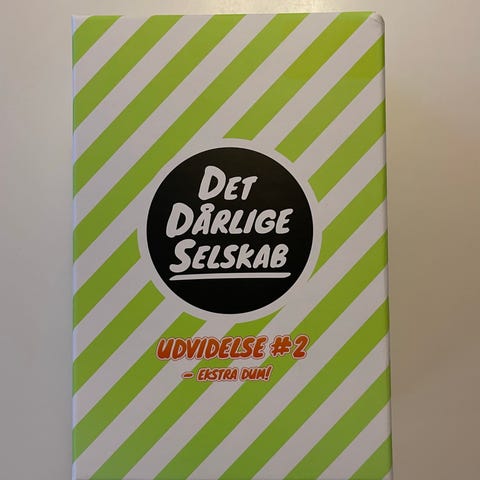 DET
DÅRLIGE
SELSKAB
UDVIDELSE #2
– EKSTRA DUM!